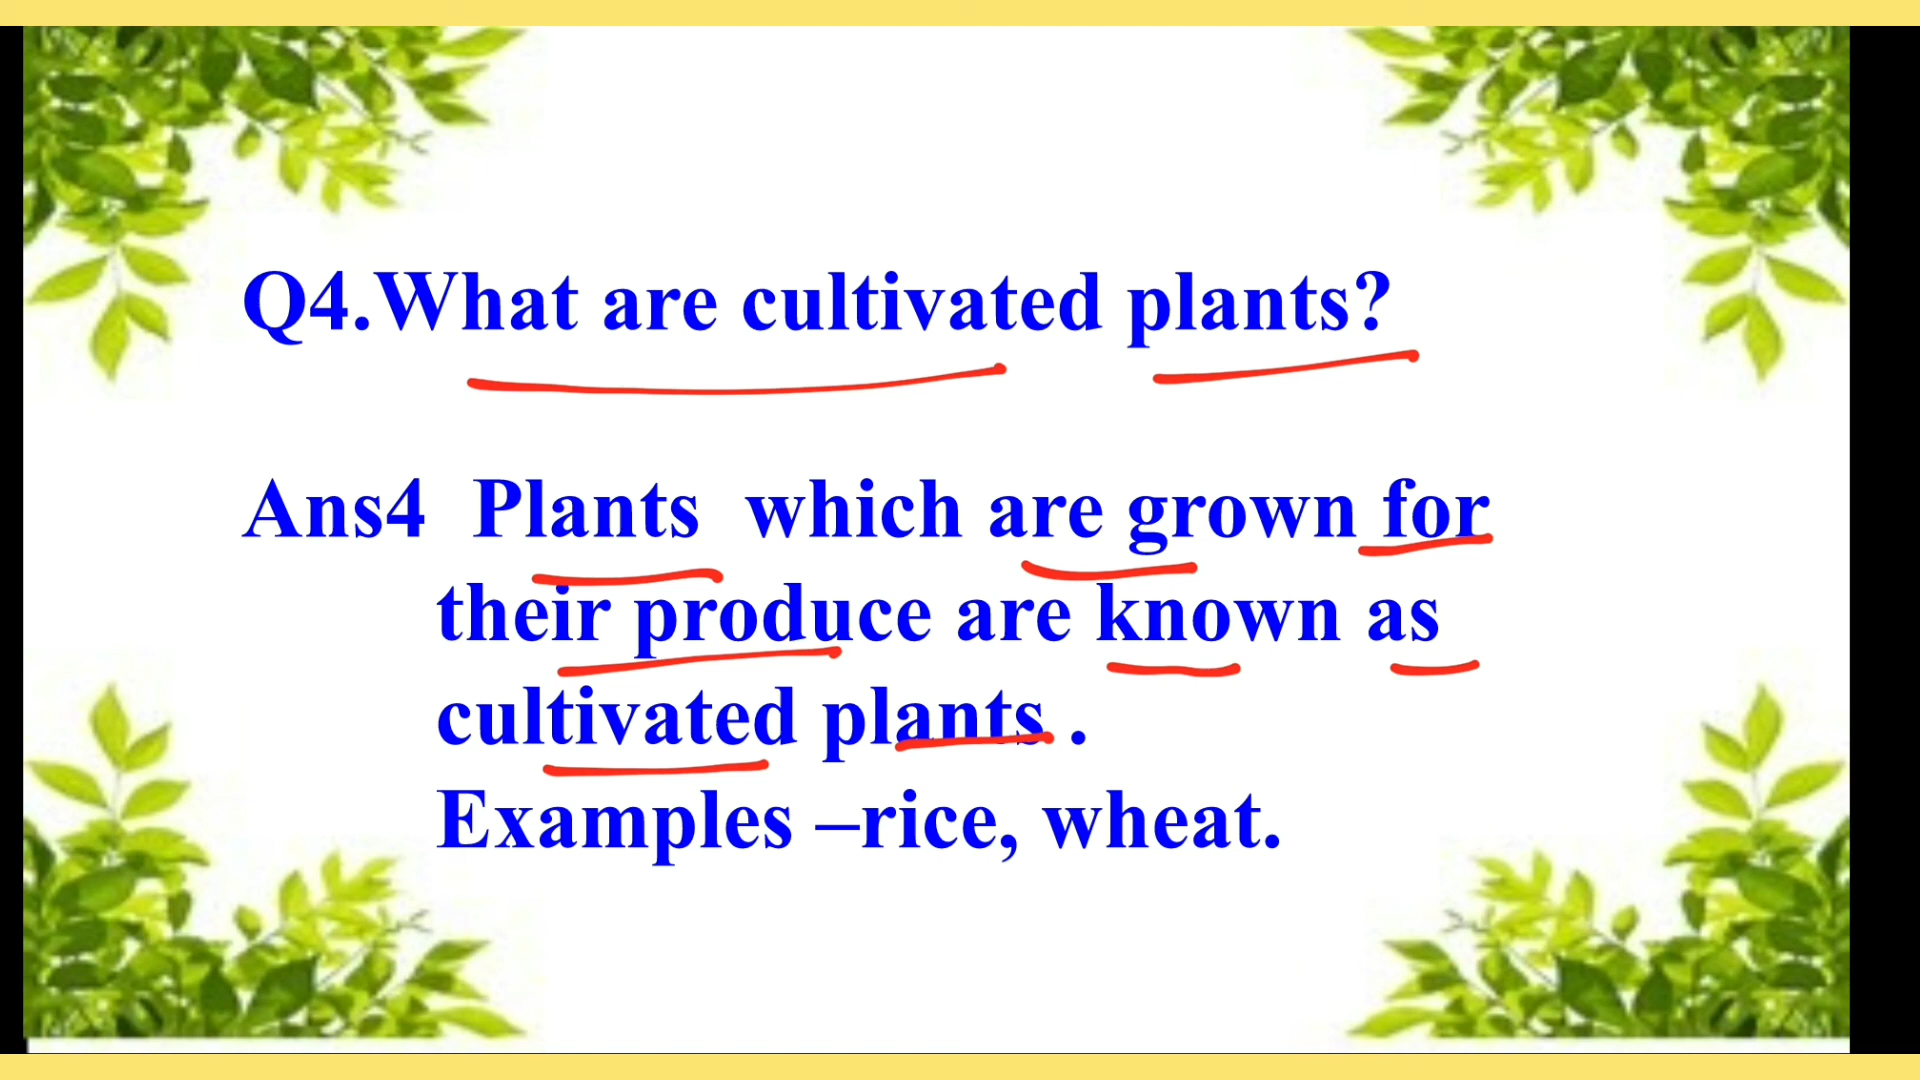 Q4.What are cultivated plants?
Ans4 Plants which are grown for
their produce are known as
cultivated plants .
Examples –rice, wheat.